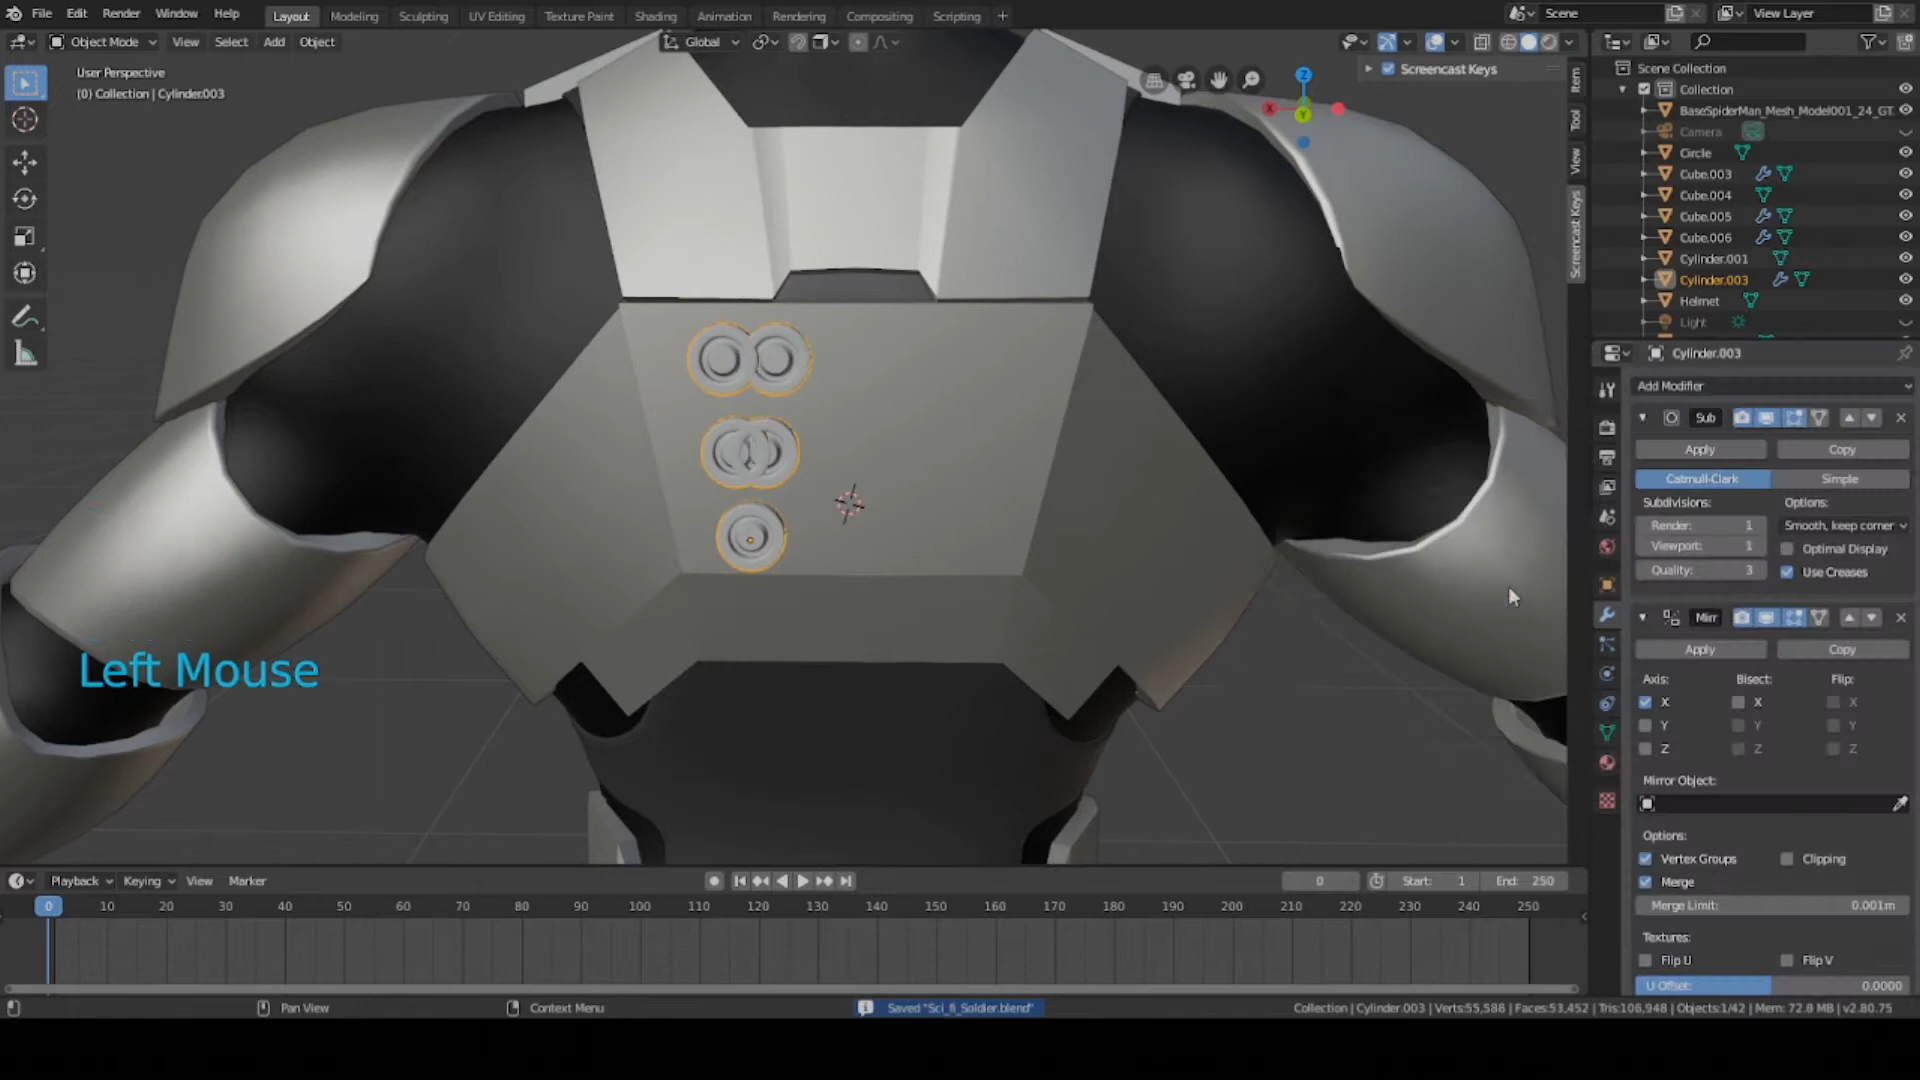 File Edit Render Window Help Layout Modeling Sculpting UV Editing Texture Paint Shading Animation Rendering Compositing Scripting + Scene View Layer
Object Mode View Select Add Object Global
User Perspective
(0) Collection | Cylinder.003
Screencast Keys
Item
Tool
View
Screencast Keys
Z
X
Y
Scene Collection
Collection
BaseSpiderMan_Mesh_Model001_24_GT
Camera
Circle
Cube.003
Cube.004
Cube.005
Cube.006
Cylinder.001
Cylinder.003
Helmet
Light
Cylinder.003
Add Modifier
Sub
Apply Copy
Catmull-Clark Simple
Subdivisions: Options:
Render: 1 Smooth, keep corner
Viewport: 1 Optimal Display
Quality: 3 Use Creases
Mirr
Apply Copy
Axis: Bisect: Flip:
X X X
Y Y Y
Z Z Z
Mirror Object:
Options:
Vertex Groups Clipping
Merge
Merge Limit: 0.001m
Textures:
Flip U Flip V
U Offset: 0.0000
Left Mouse
Playback Keying View Marker 0 Start: 1 End: 250
0 10 20 30 40 50 60 70 80 90 100 110 120 130 140 150 160 170 180 190 200 210 220 230 240 250
Pan View Context Menu Saved "Sci_fi_Soldier.blend" Collection | Cylinder.003 | Verts:55,588 | Faces:53,452 | Tris:106,948 | Objects:1/42 | Mem: 72.0 MB | v2.80.75